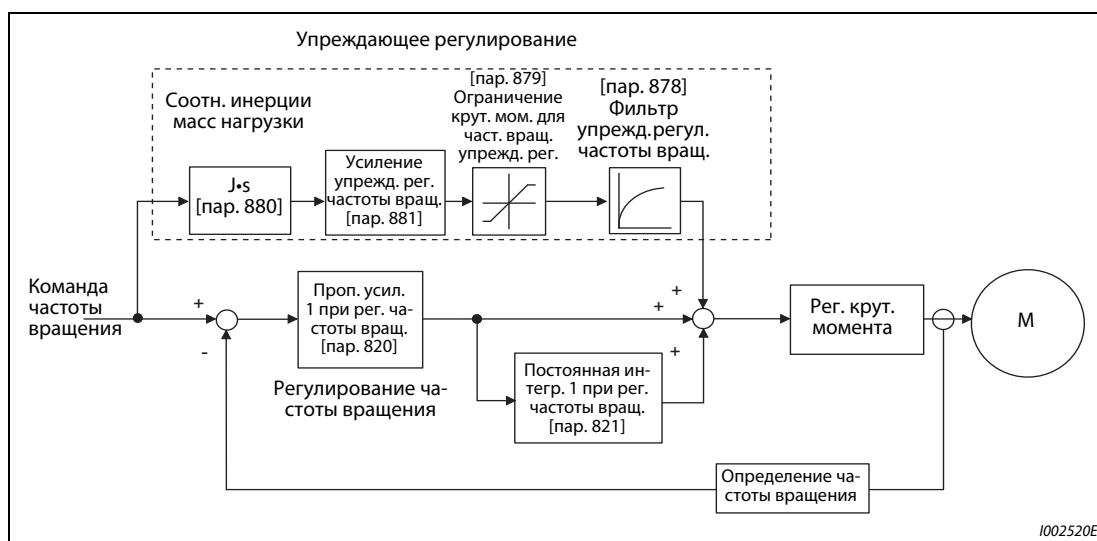 Упреждающее регулирование
Соотн. инерции
масс нагрузки
[пар. 879]
Ограничение
крут. мом. для
част. вращ.
упрежд. рег.
[пар. 878]
Фильтр
упрежд.регул.
частоты вращ.
J•s
[пар. 880]
Усиление
упрежд. рег.
частоты вращ.
[пар. 881]
Команда
частоты
вращения
+
-
Проп. усил.
1 при рег. ча-
стоты вращ.
[пар. 820]
Регулирование ча-
стоты вращения
Постоянная ин-
тегр. 1 при рег.
частоты вращ.
[пар. 821]
+
+
+
Рег. крут.
момента
M
Определение ча-
стоты вращения
I002520E